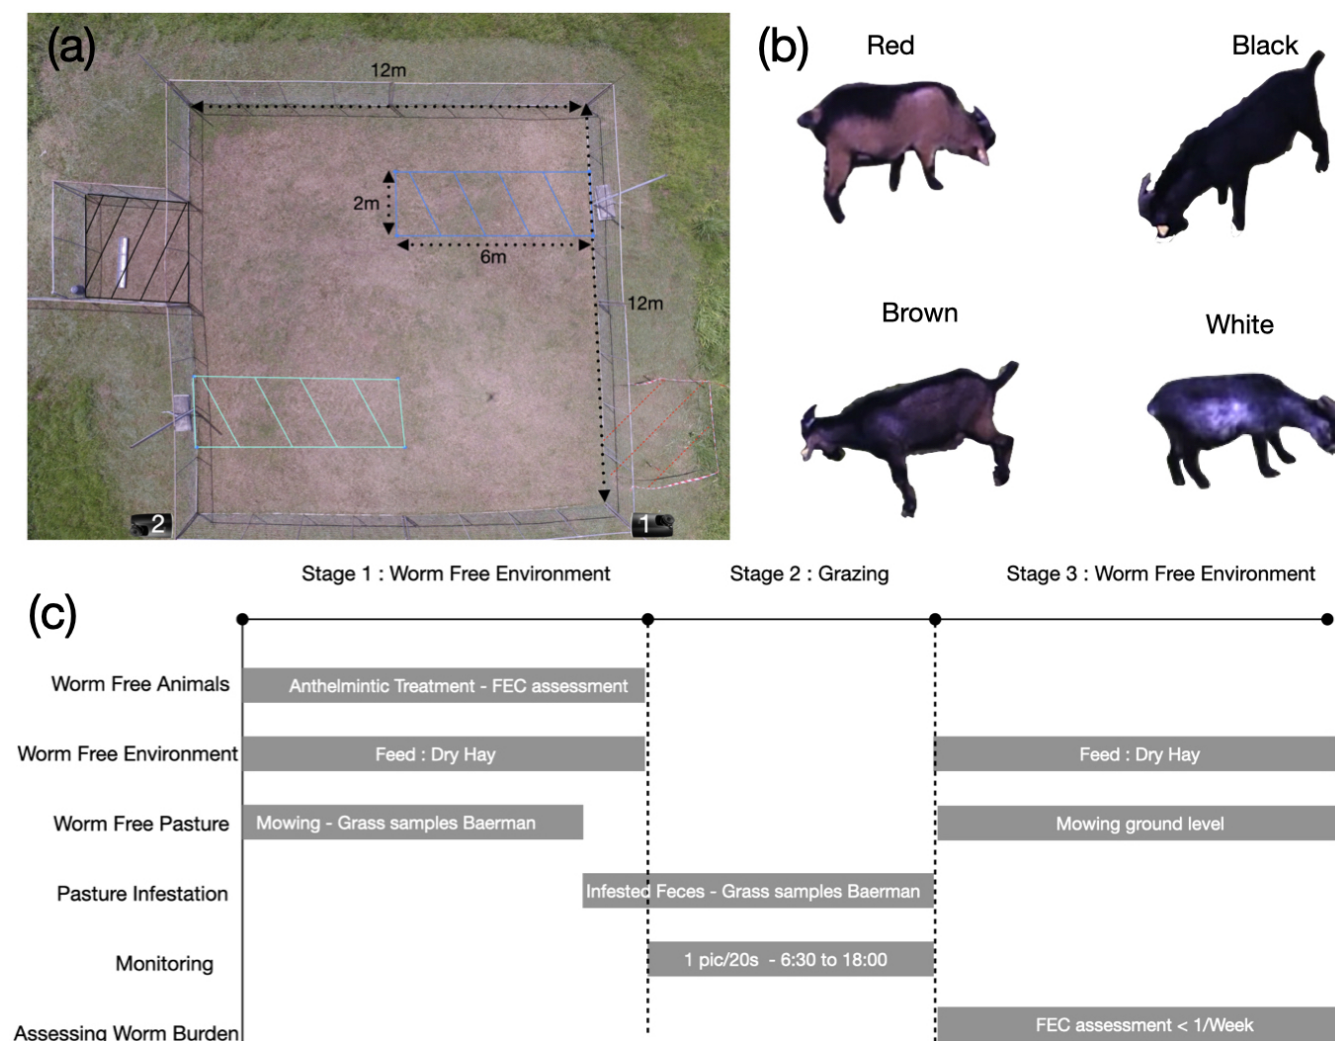 (a)
12m
2m
6m
12m
2
1
(b)
Red
Black
Brown
White
(c)
Stage 1 : Worm Free Environment
Stage 2 : Grazing
Stage 3 : Worm Free Environment
Worm Free Animals
Anthelmintic Treatment - FEC assessment
Worm Free Environment
Feed : Dry Hay
Feed : Dry Hay
Worm Free Pasture
Mowing - Grass samples Baerman
Mowing ground level
Pasture Infestation
Infested Feces - Grass samples Baerman
Monitoring
1 pic/20s - 6:30 to 18:00
Assessing Worm Burden
FEC assessment < 1/Week